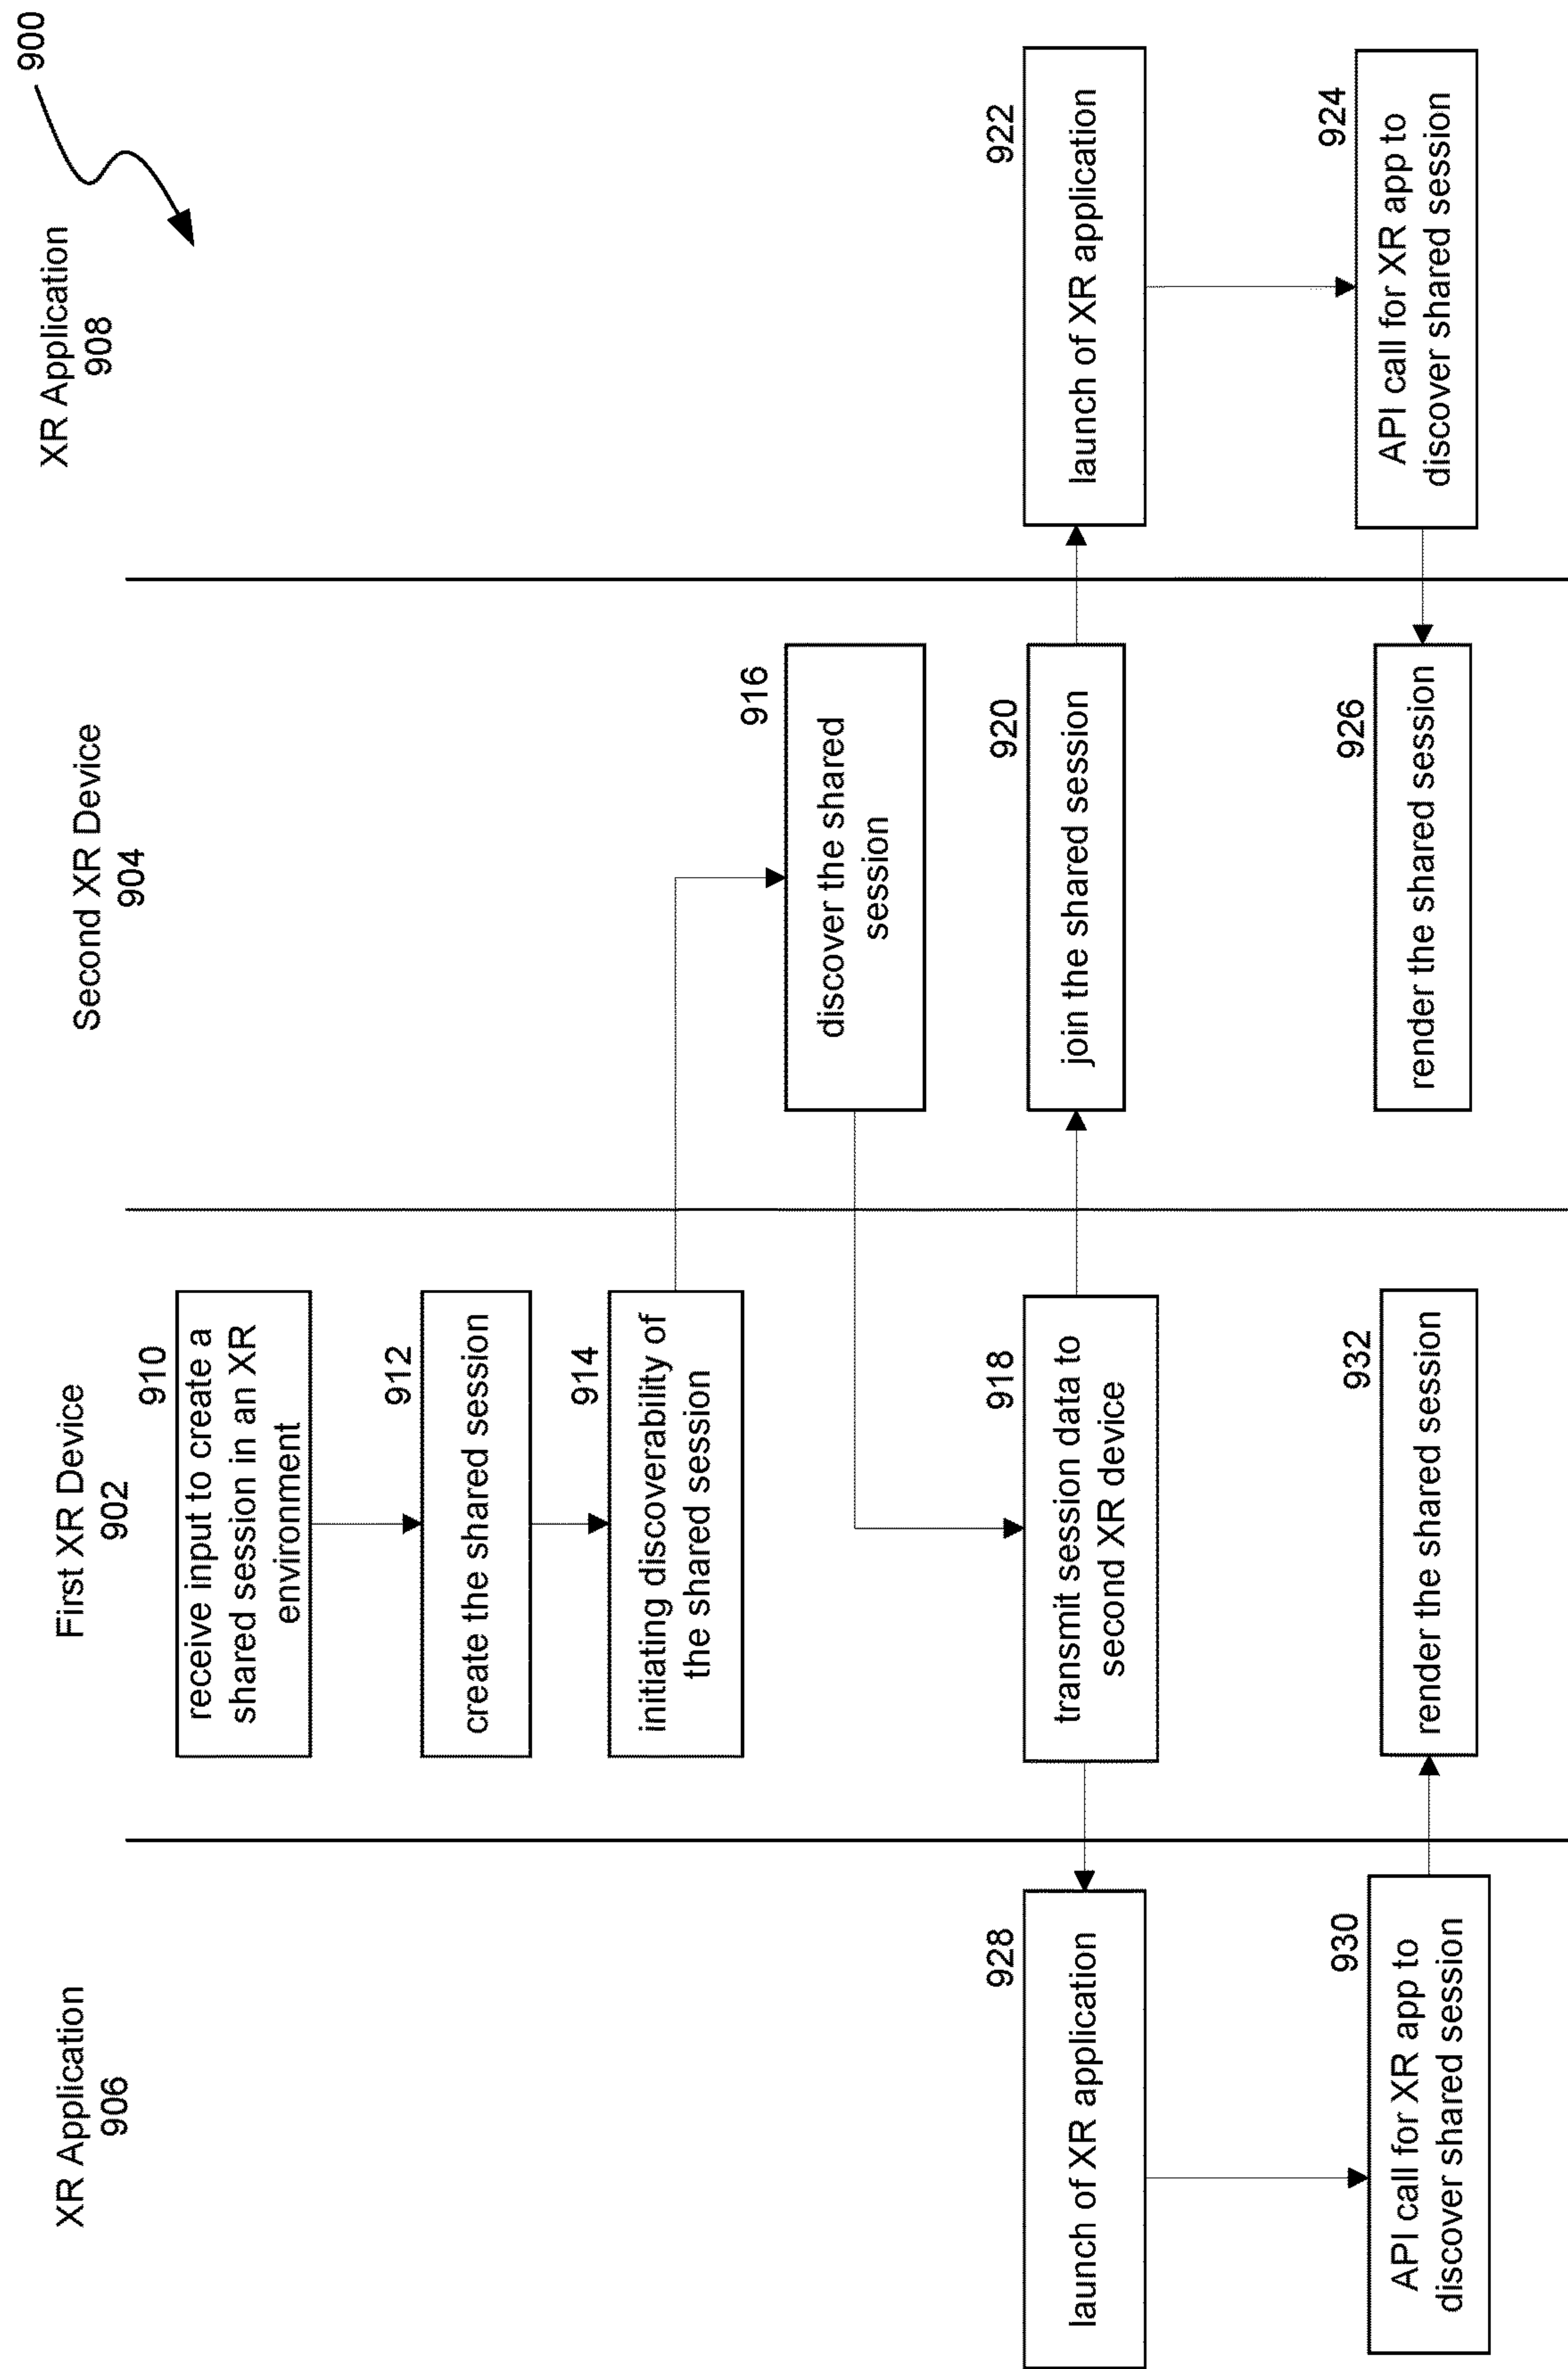 900
XR Application
906
First XR Device
902
Second XR Device
904
XR Application
908
910
receive input to create a
shared session in an XR
environment
912
create the shared session
914
initiating discoverability of
the shared session
916
discover the shared
session
918
transmit session data to
second XR device
920
join the shared session
922
launch of XR application
924
API call for XR app to
discover shared session
926
render the shared session
928
launch of XR application
930
API call for XR app to
discover shared session
932
render the shared session